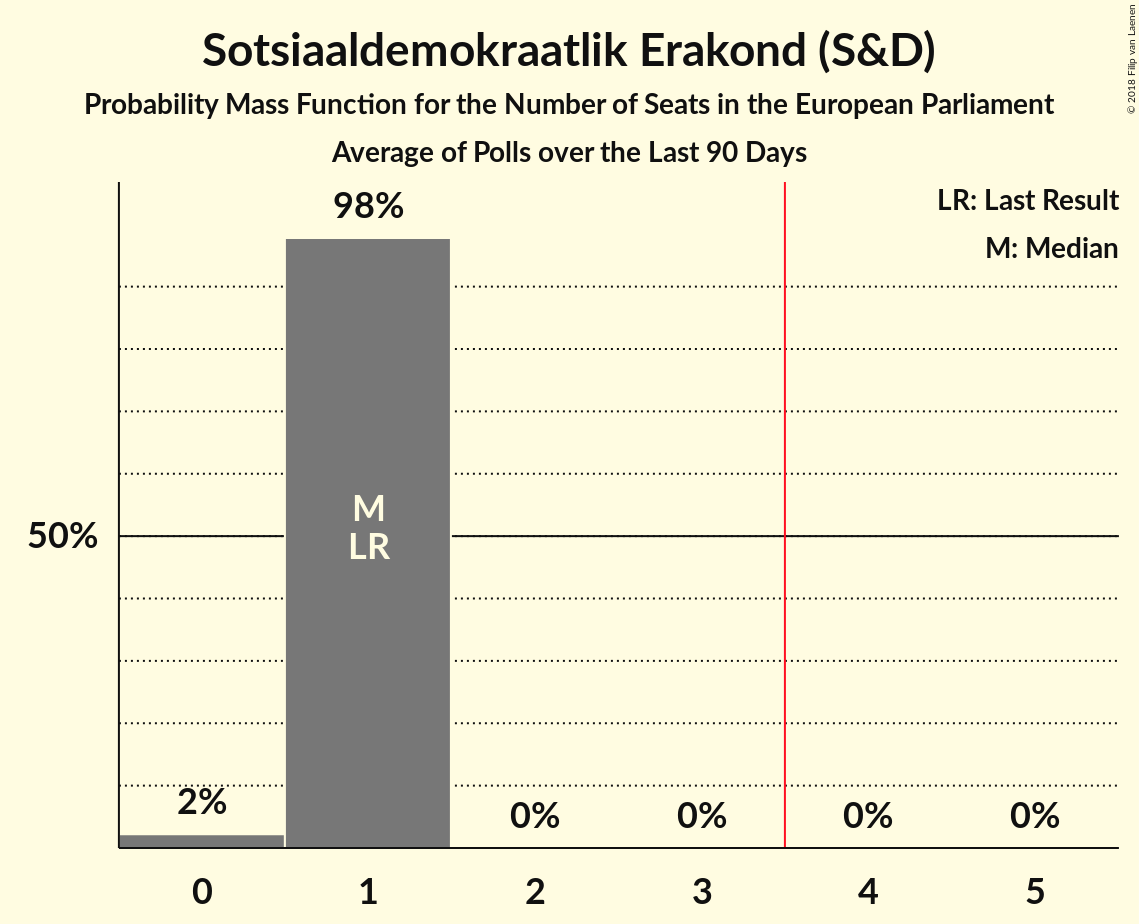 Sotsiaaldemokraatlik Erakond (S&D)
Probability Mass Function for the Number of Seats in the European Parliament
Average of Polls over the Last 90 Days
© 2018 Filip van Laenen
LR: Last Result
M: Median
98%
M
LR
50%
2%
0%
0%
0%
0%
0
1
2
3
4
5